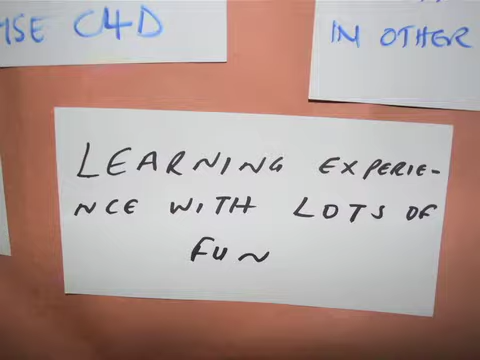 MSE C4D
IN OTHER
LEARNING EXPERIE-
NCE WITH LOTS OF
FUN